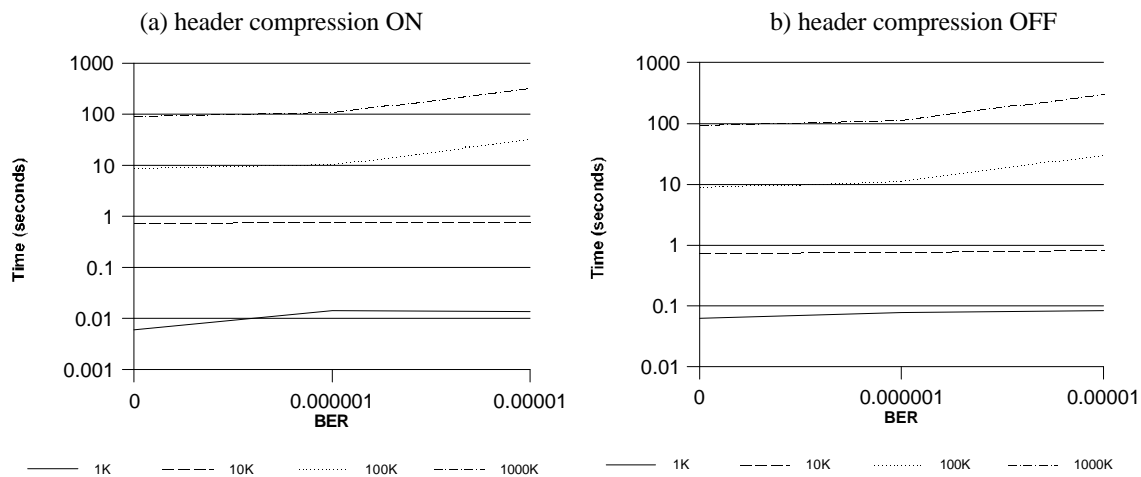 (a) header compression ON
1000
100
10
1
0.1
0.01
0.001
Time (seconds)
0 0.000001 0.00001
BER
1K 10K 100K 1000K
b) header compression OFF
1000
100
10
1
0.1
0.01
Time (seconds)
0 0.000001 0.00001
BER
1K 10K 100K 1000K